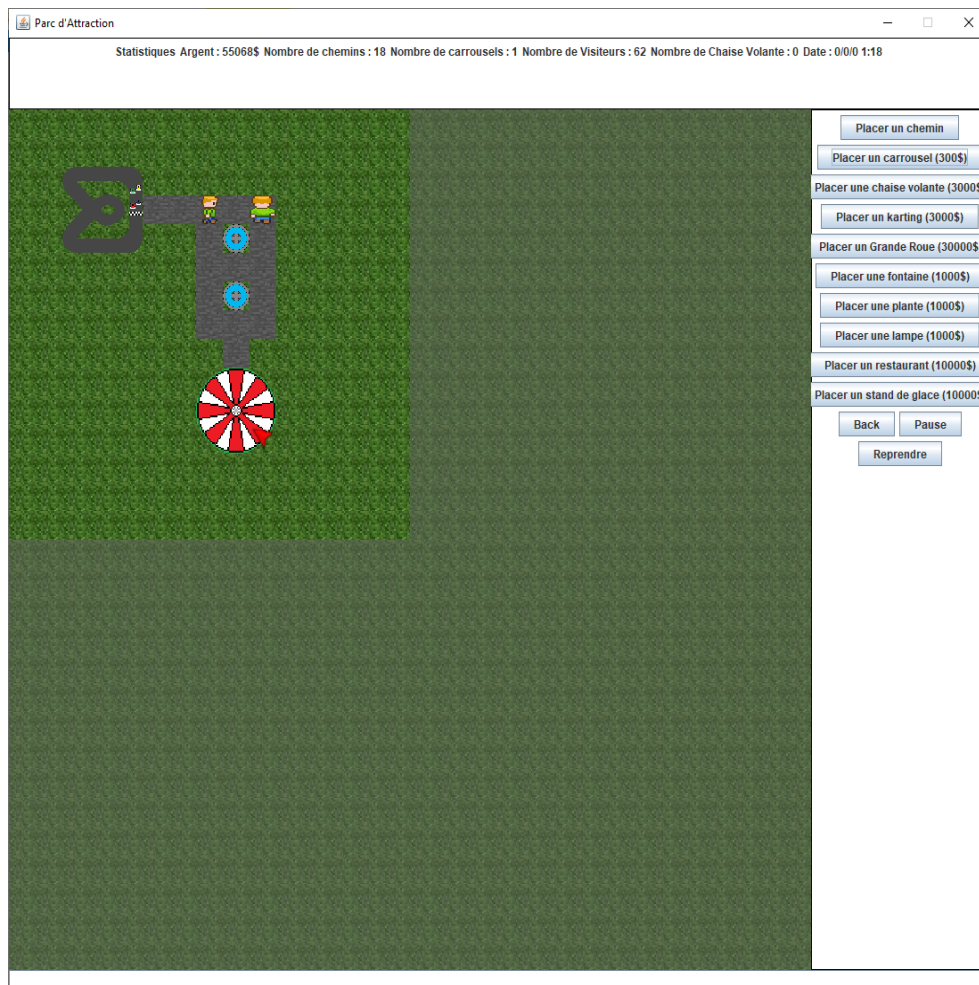 Parc d'Attraction
Statistiques Argent : 55068$ Nombre de chemins : 18 Nombre de carrousels : 1 Nombre de Visiteurs : 62 Nombre de Chaise Volante : 0 Date : 0/0/0 1:18
Placer un chemin
Placer un carrousel (300$)
Placer une chaise volante (3000$
Placer un karting (3000$)
Placer un Grande Roue (30000$
Placer une fontaine (1000$)
Placer une plante (1000$)
Placer une lampe (1000$)
Placer un restaurant (10000$)
Placer un stand de glace (10000$
Back Pause
Reprendre